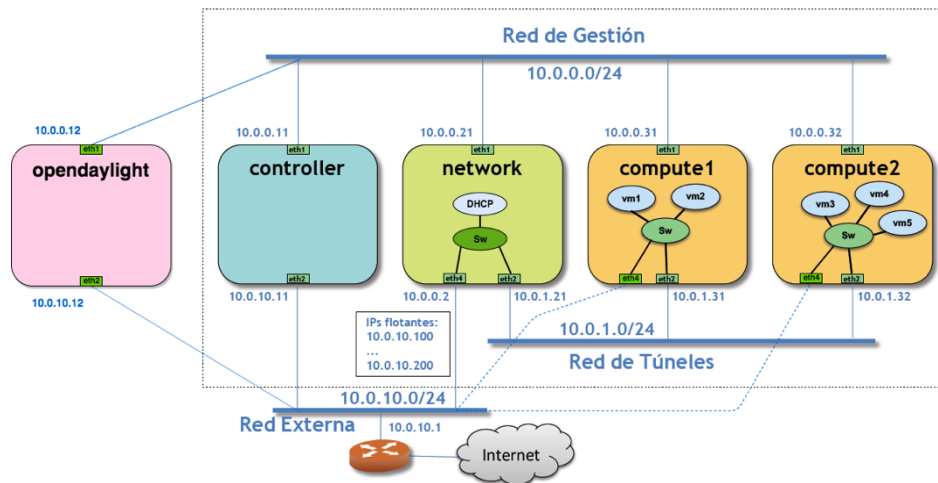 Red de Gestión
10.0.0.0/24
10.0.0.12
10.0.0.11
10.0.0.21
10.0.0.31
10.0.0.32
eth1
eth1
eth1
eth1
eth1
opendaylight
controller
network
compute1
compute2
DHCP
Sw
vm1
vm2
Sw
vm3
vm4
vm5
Sw
eth2
eth2
eth4
eth2
eth4
eth2
eth4
eth2
10.0.10.12
10.0.10.11
10.0.0.2
10.0.1.21
10.0.1.31
10.0.1.32
IPs flotantes:
10.0.10.100
...
10.0.10.200
10.0.1.0/24
Red de Túneles
10.0.10.0/24
Red Externa
10.0.10.1
Internet